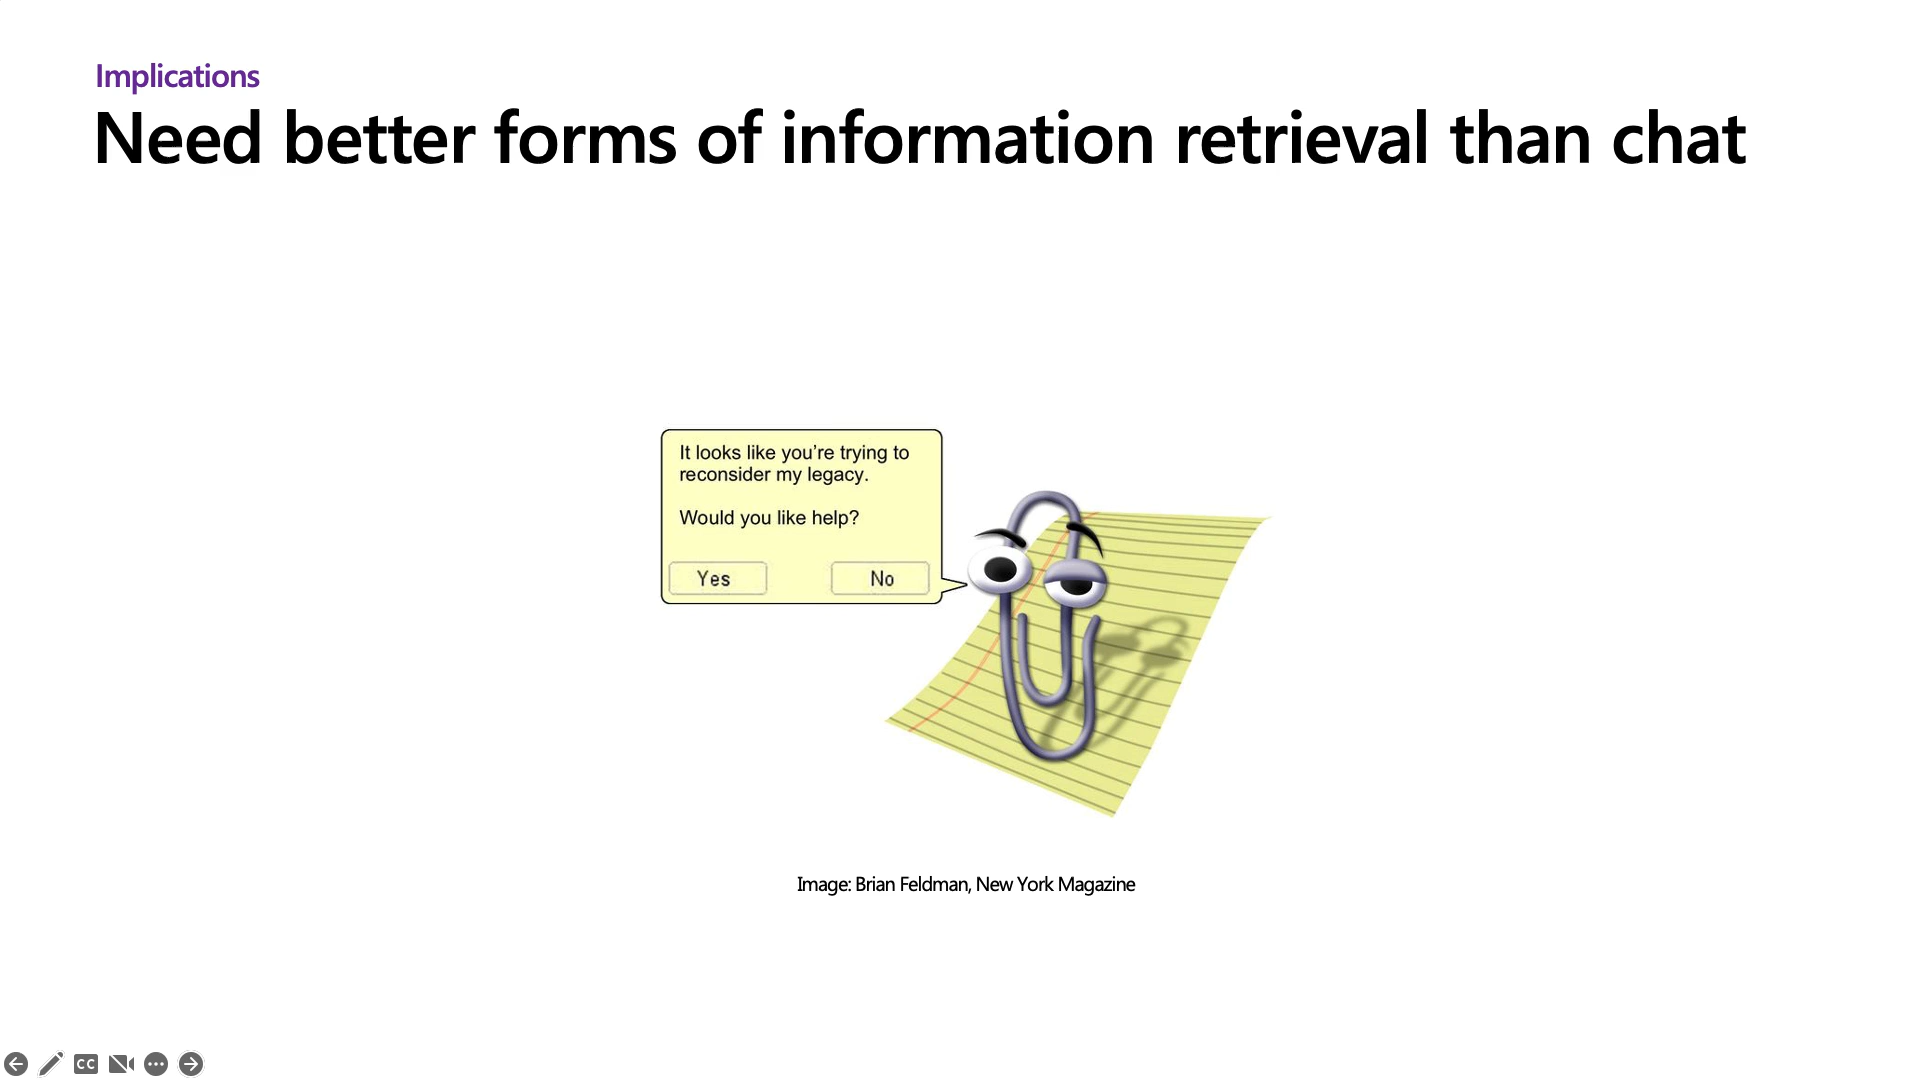 Implications
Need better forms of information retrieval than chat
It looks like you’re trying to
reconsider my legacy.
Would you like help?
Yes
No
Image: Brian Feldman, New York Magazine
CC